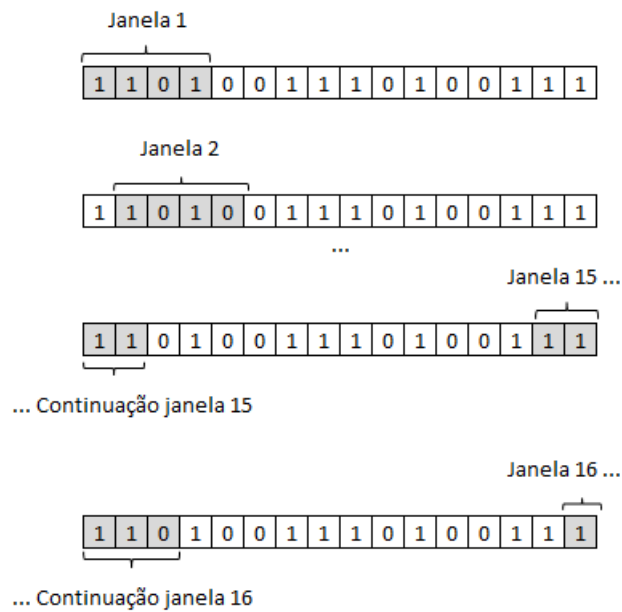 Janela 1
1 1 0 1 0 0 1 1 1 0 1 0 0 1 1 1
Janela 2
1 1 0 1 0 0 1 1 1 0 1 0 0 1 1 1
...
Janela 15 ...
1 1 0 1 0 0 1 1 1 0 1 0 0 1 1 1
... Continuação janela 15
Janela 16 ...
1 1 0 1 0 0 1 1 1 0 1 0 0 1 1 1
... Continuação janela 16